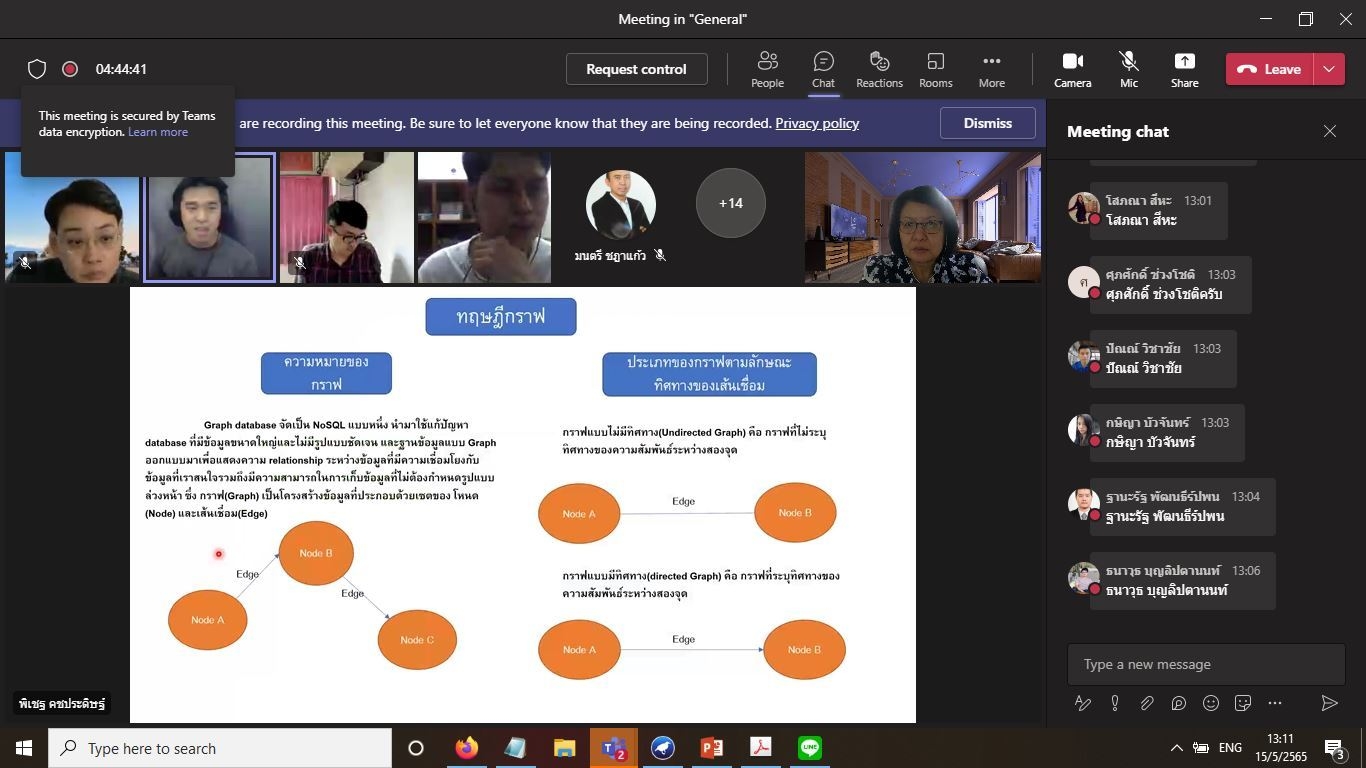 Meeting in "General"
04:44:41
Request control
People
Chat
Reactions
Rooms
More
Camera
Mic
Share
Leave
This meeting is secured by Teams
data encryption. Learn more
are recording this meeting. Be sure to let everyone know that they are being recorded. Privacy policy
Dismiss
มนตรี ชฎาแก้ว
+14
ทฤษฎีกราฟ
ความหมายของ
กราฟ
Graph database จัดเป็น NoSQL แบบหนึ่ง นำมาใช้แก้ปัญหา
database ที่มีข้อมูลขนาดใหญ่และไม่มีรูปแบบชัดเจน และฐานข้อมูลแบบ Graph
ออกแบบมาเพื่อแสดงความ relationship ระหว่างข้อมูลที่มีความเชื่อมโยงกับ
ข้อมูลที่เราสนใจรวมถึงมีความสามารถในการเก็บข้อมูลที่ไม่ต้องกำหนดรูปแบบ
ล่วงหน้า ซึ่ง กราฟ(Graph) เป็นโครงสร้างข้อมูลที่ประกอบด้วยเซตของ โหนด
(Node) และเส้นเชื่อม(Edge)
Node A
Edge
Node B
Edge
Node C
ประเภทของกราฟตามลักษณะ
ทิศทางของเส้นเชื่อม
กราฟแบบไม่มีทิศทาง(Undirected Graph) คือ กราฟที่ไม่ระบุ
ทิศทางของความสัมพันธ์ระหว่างสองจุด
Node A
Edge
Node B
กราฟแบบมีทิศทาง(directed Graph) คือ กราฟที่ระบุทิศทางของ
ความสัมพันธ์ระหว่างสองจุด
Node A
Edge
Node B
พิเชฐ คชประดิษฐ์
Meeting chat
โสภณา สีหะ 13:01
โสภณา สีหะ
ศ
ศุภศักดิ์ ช่วงโชติ 13:03
ศุภศักดิ์ ช่วงโชติครับ
ปัณณ์ วิชาชัย 13:03
ปัณณ์ วิชาชัย
กษิญา บัวจันทร์ 13:03
กษิญา บัวจันทร์
ฐานะรัฐ พัฒนธีร์ปพน 13:04
ฐานะรัฐ พัฒนธีร์ปพน
ธนาวุธ บุญลิปตานนท์ 13:06
ธนาวุธ บุญลิปตานนท์
Type a new message
Type here to search
2
ENG
13:11
15/5/2565
3